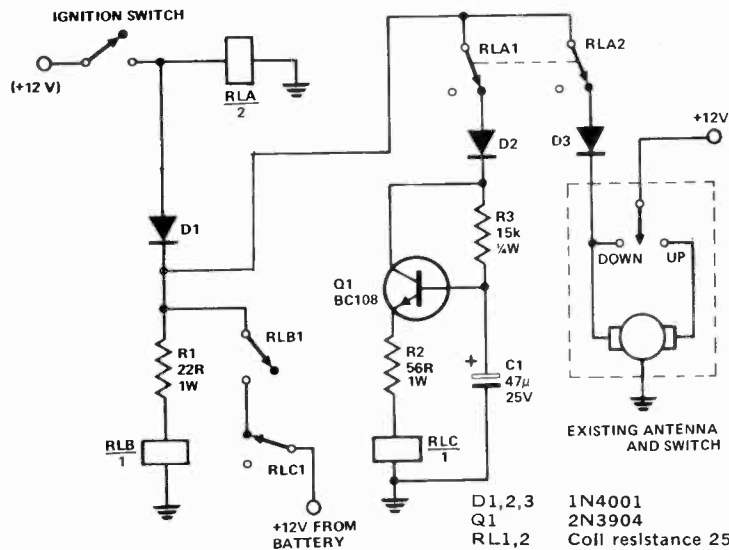 IGNITION SWITCH
(+12 V)
RLA
2
RLA1
RLA2
+12V
D1
D2
D3
R3
15k
¼W
DOWN
UP
Q1
BC108
R1
22R
1W
RLB1
R2
56R
1W
+
C1
47µ
25V
RLB
1
RLC1
RLC
1
EXISTING ANTENNA
AND SWITCH
+12V FROM
BATTERY
D1,2,3 1N4001
Q1 2N3904
RL1,2 Coil resistance 25